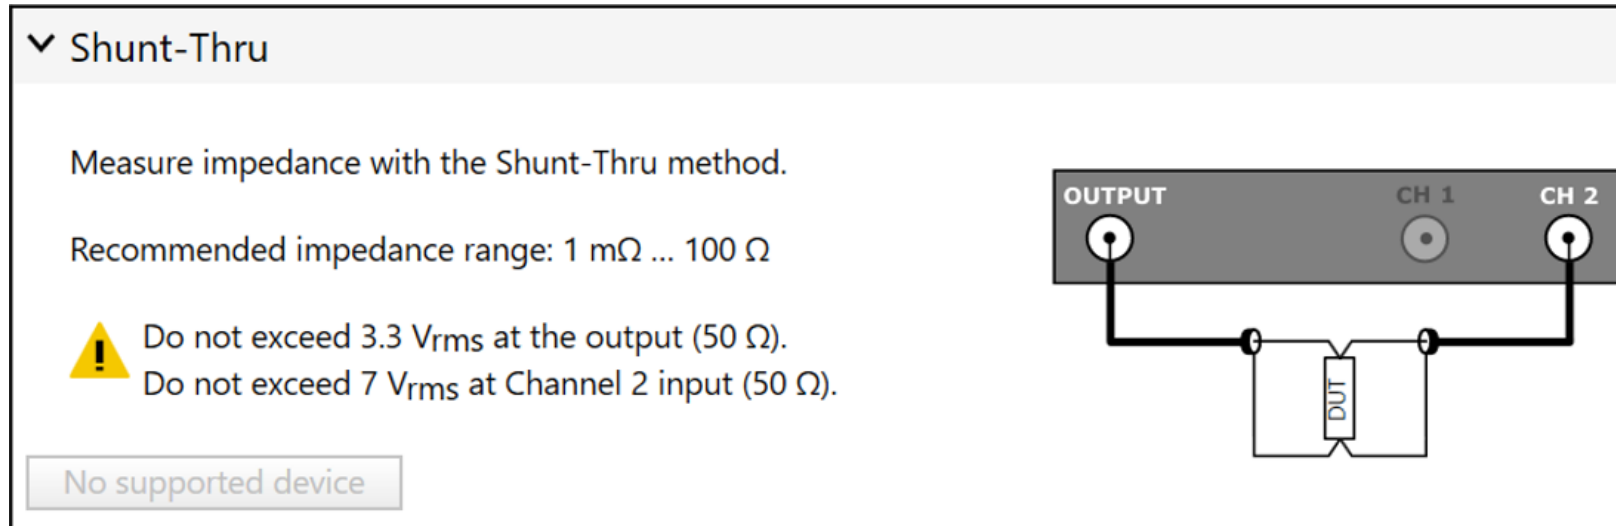 Shunt-Thru
Measure impedance with the Shunt-Thru method.
Recommended impedance range: 1 mΩ ... 100 Ω
Do not exceed 3.3 Vrms at the output (50 Ω).
Do not exceed 7 Vrms at Channel 2 input (50 Ω).
No supported device
OUTPUT CH 1 CH 2
DUT